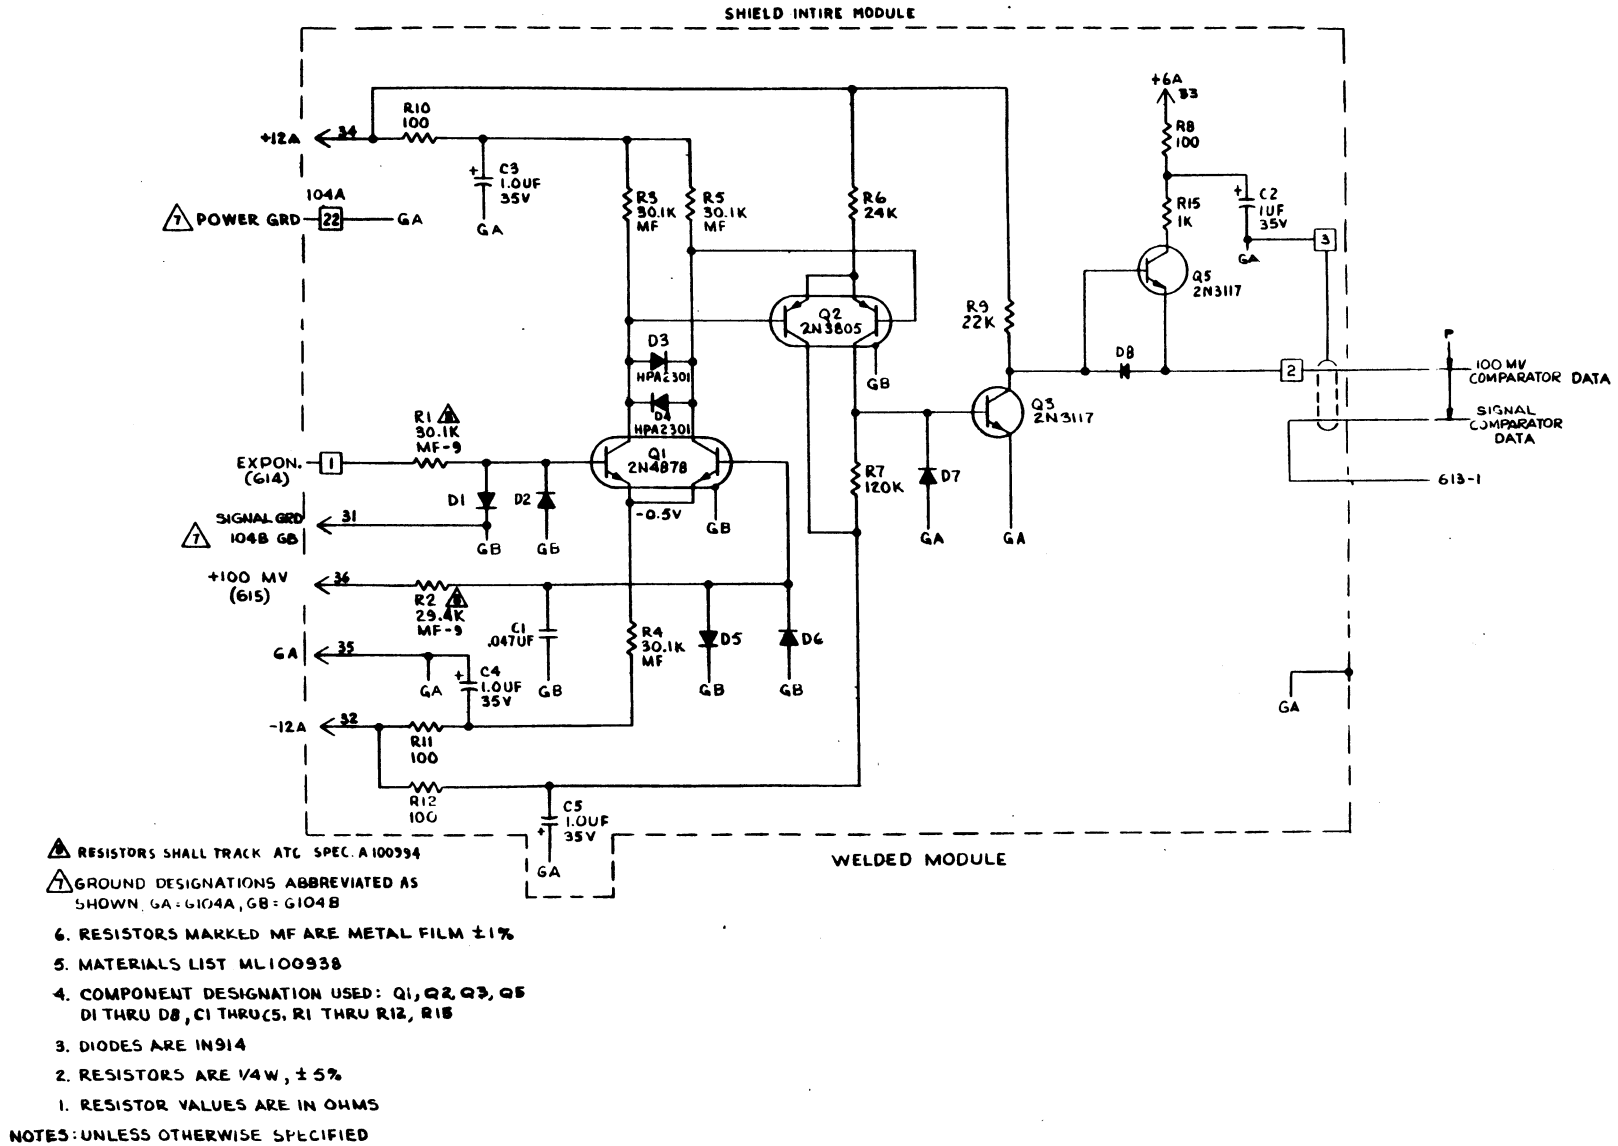 SHIELD INTIRE MODULE
+6A
33
R8
100
R10
100
+12A
34
C3
1.0UF
35V
GA
R3
30.1K
MF
R5
30.1K
MF
R6
24K
R15
1K
C2
1UF
35V
GA
3
104A
7 POWER GRD 22 GA
Q5
2N3117
Q2
2N3805
R9
22K
D3
HPA2301
GB
D8
2
P
100 MV
COMPARATOR DATA
D4
HPA2301
Q3
2N3117
SIGNAL
COMPARATOR
DATA
R1 8
30.1K
MF-9
EXPON.
(614)
1
Q1
2N4878
R7
120K
D7
613-1
D1
D2
-0.5V
GB
SIGNAL GRD
104B GB
7
31
GB
GB
GA
GA
+100 MV
(615)
36
R2 8
29.4K
MF-9
C1
.047UF
R4
30.1K
MF
D5
D6
GA
35
GA
C4
1.0UF
35V
GB
GB
GB
GA
-12A
32
R11
100
R12
100
C5
1.0UF
35V
GA
WELDED MODULE
8 RESISTORS SHALL TRACK ATC SPEC. A100994
7 GROUND DESIGNATIONS ABBREVIATED AS
SHOWN, GA=G104A, GB=G104B
6. RESISTORS MARKED MF ARE METAL FILM ±1%
5. MATERIALS LIST ML100938
4. COMPONENT DESIGNATION USED: Q1, Q2, Q3, Q5
D1 THRU D8, C1 THRU C5, R1 THRU R12, R15
3. DIODES ARE IN914
2. RESISTORS ARE 1/4W, ±5%
1. RESISTOR VALUES ARE IN OHMS
NOTES: UNLESS OTHERWISE SPECIFIED